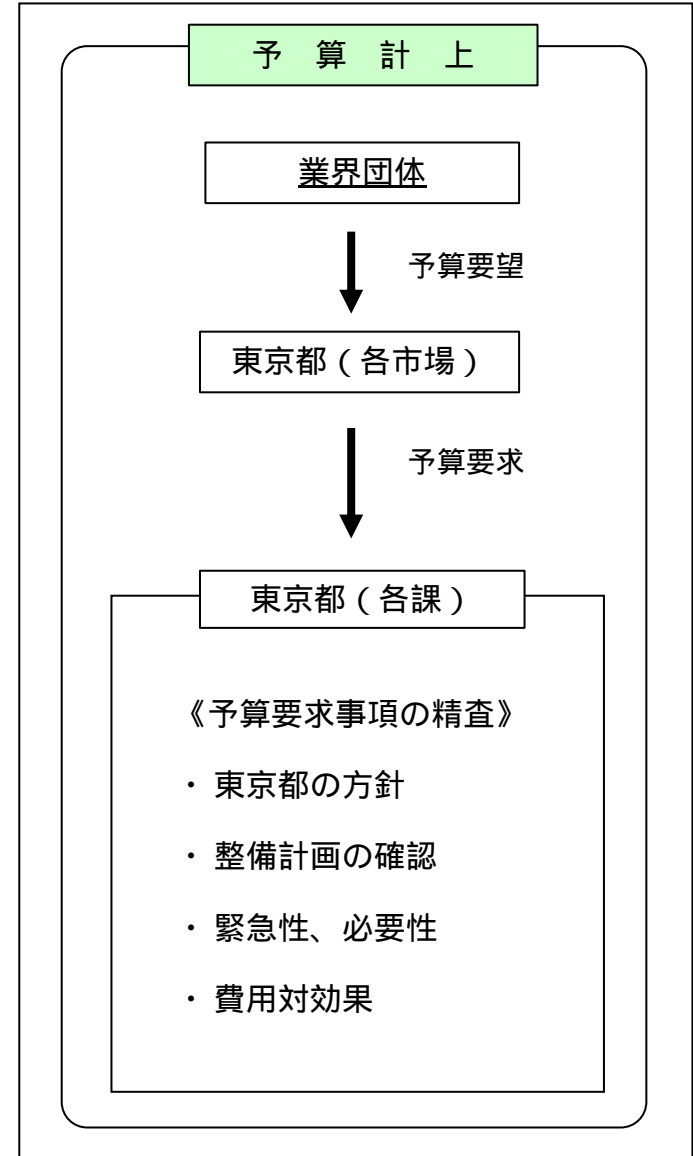 予 算 計 上
業界団体
予算要望
東京都（各市場）
予算要求
東京都（各課）
《予算要求事項の精査》
・ 東京都の方針
・ 整備計画の確認
・ 緊急性、必要性
・ 費用対効果